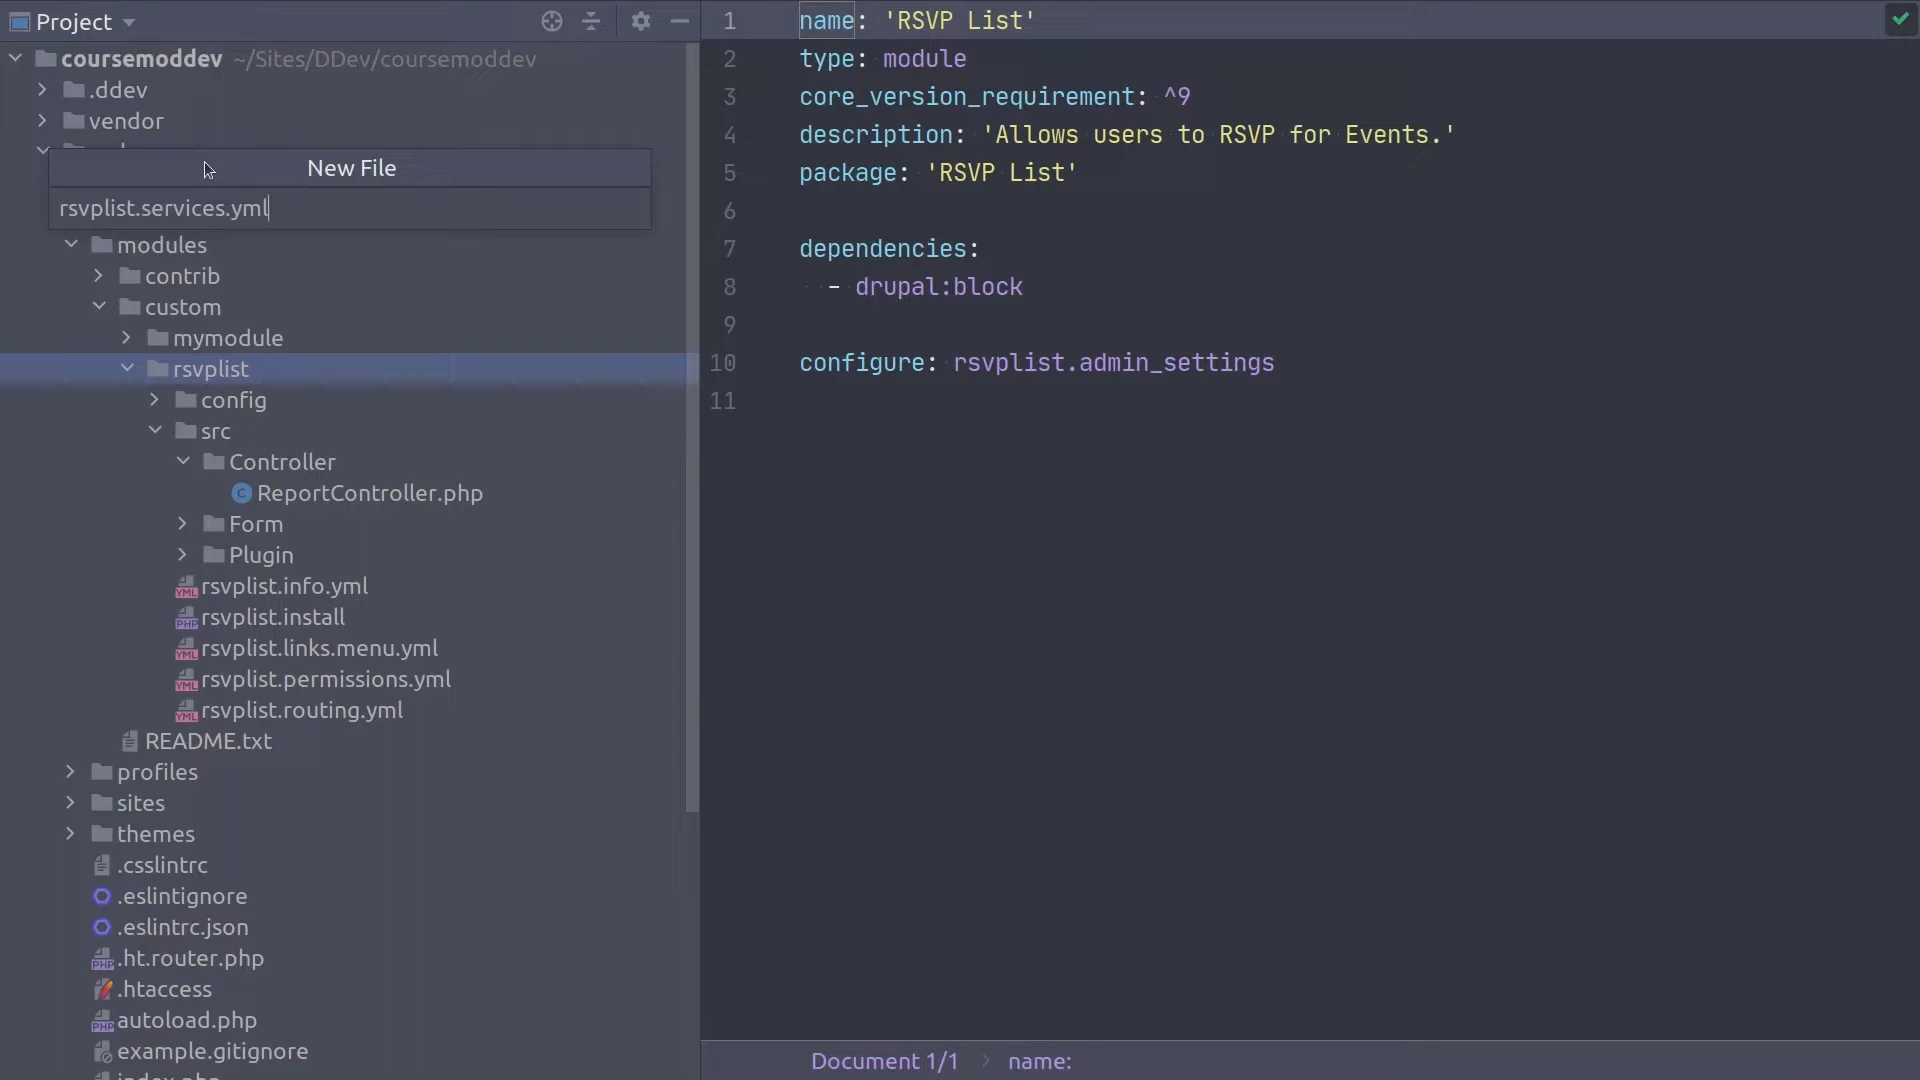 Project
coursemoddev ~/Sites/DDev/coursemoddev
.ddev
vendor
New File
rsvplist.services.yml
modules
contrib
custom
mymodule
rsvplist
config
src
Controller
ReportController.php
Form
Plugin
rsvplist.info.yml
rsvplist.install
rsvplist.links.menu.yml
rsvplist.permissions.yml
rsvplist.routing.yml
README.txt
profiles
sites
themes
.csslintrc
.eslintignore
.eslintrc.json
.ht.router.php
.htaccess
autoload.php
example.gitignore
1 name: 'RSVP List'
2 type: module
3 core_version_requirement: ^9
4 description: 'Allows users to RSVP for Events.'
5 package: 'RSVP List'
6
7 dependencies:
8 - drupal:block
9
10 configure: rsvplist.admin_settings
11
Document 1/1 › name: